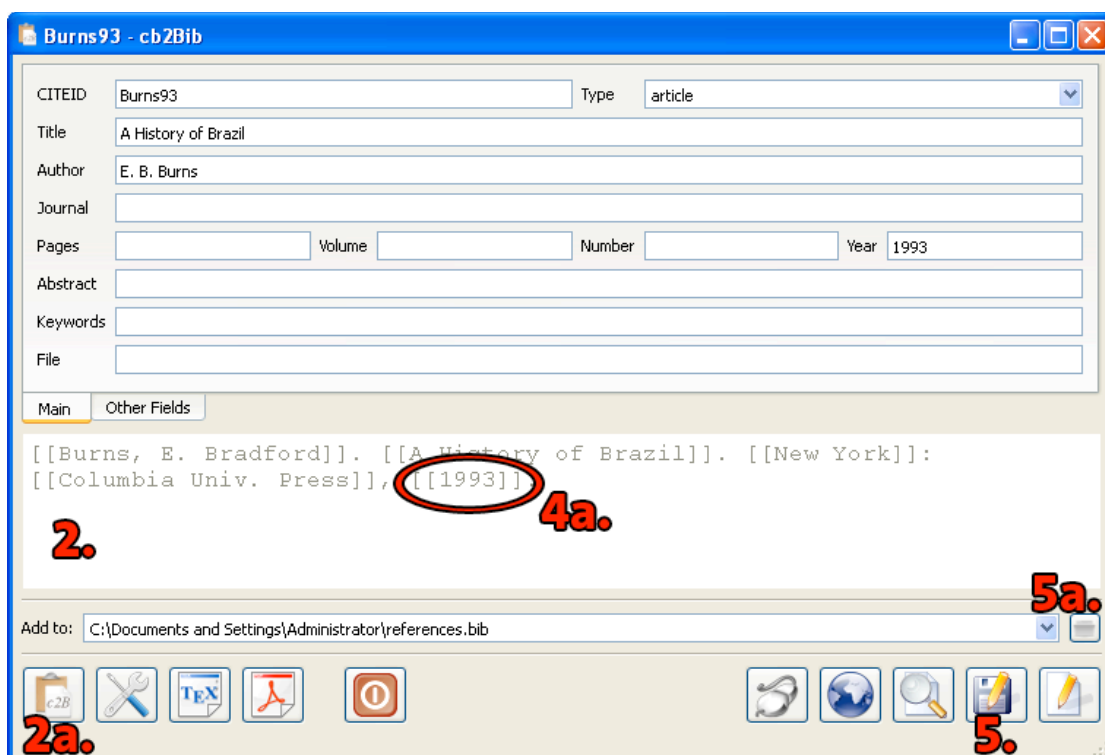 Burns93 - cb2Bib
CITEID Burns93 Type article
Title A History of Brazil
Author E. B. Burns
Journal
Pages Volume Number Year 1993
Abstract
Keywords
File
Main Other Fields
[[Burns, E. Bradford]]. [[A History of Brazil]]. [[New York]]:
[[Columbia Univ. Press]], [[1993]].
4a.
2.
5a.
Add to: C:\Documents and Settings\Administrator\references.bib
c2B TEX
2a. 5.